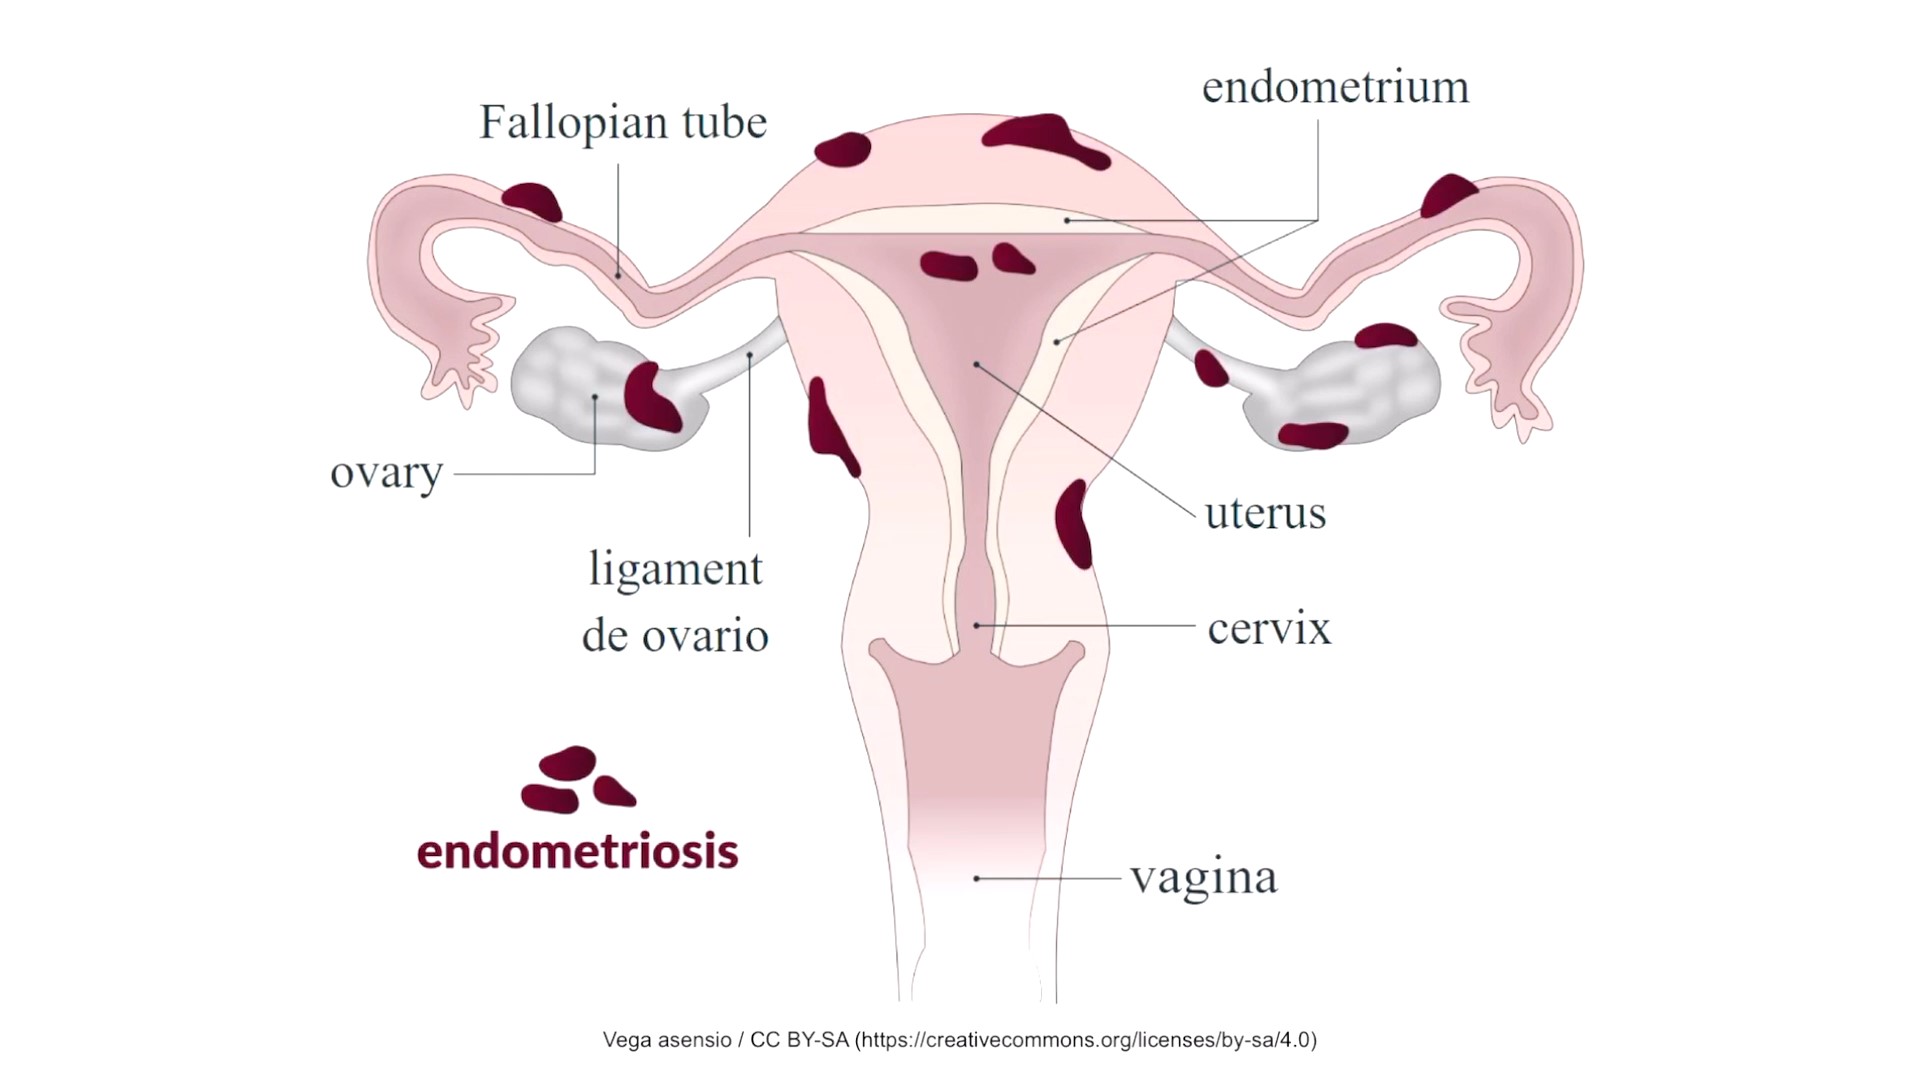 endometrium
Fallopian tube
ovary
ligament
de ovario
uterus
cervix
endometriosis
vagina
Vega asensio / CC BY-SA (https://creativecommons.org/licenses/by-sa/4.0)